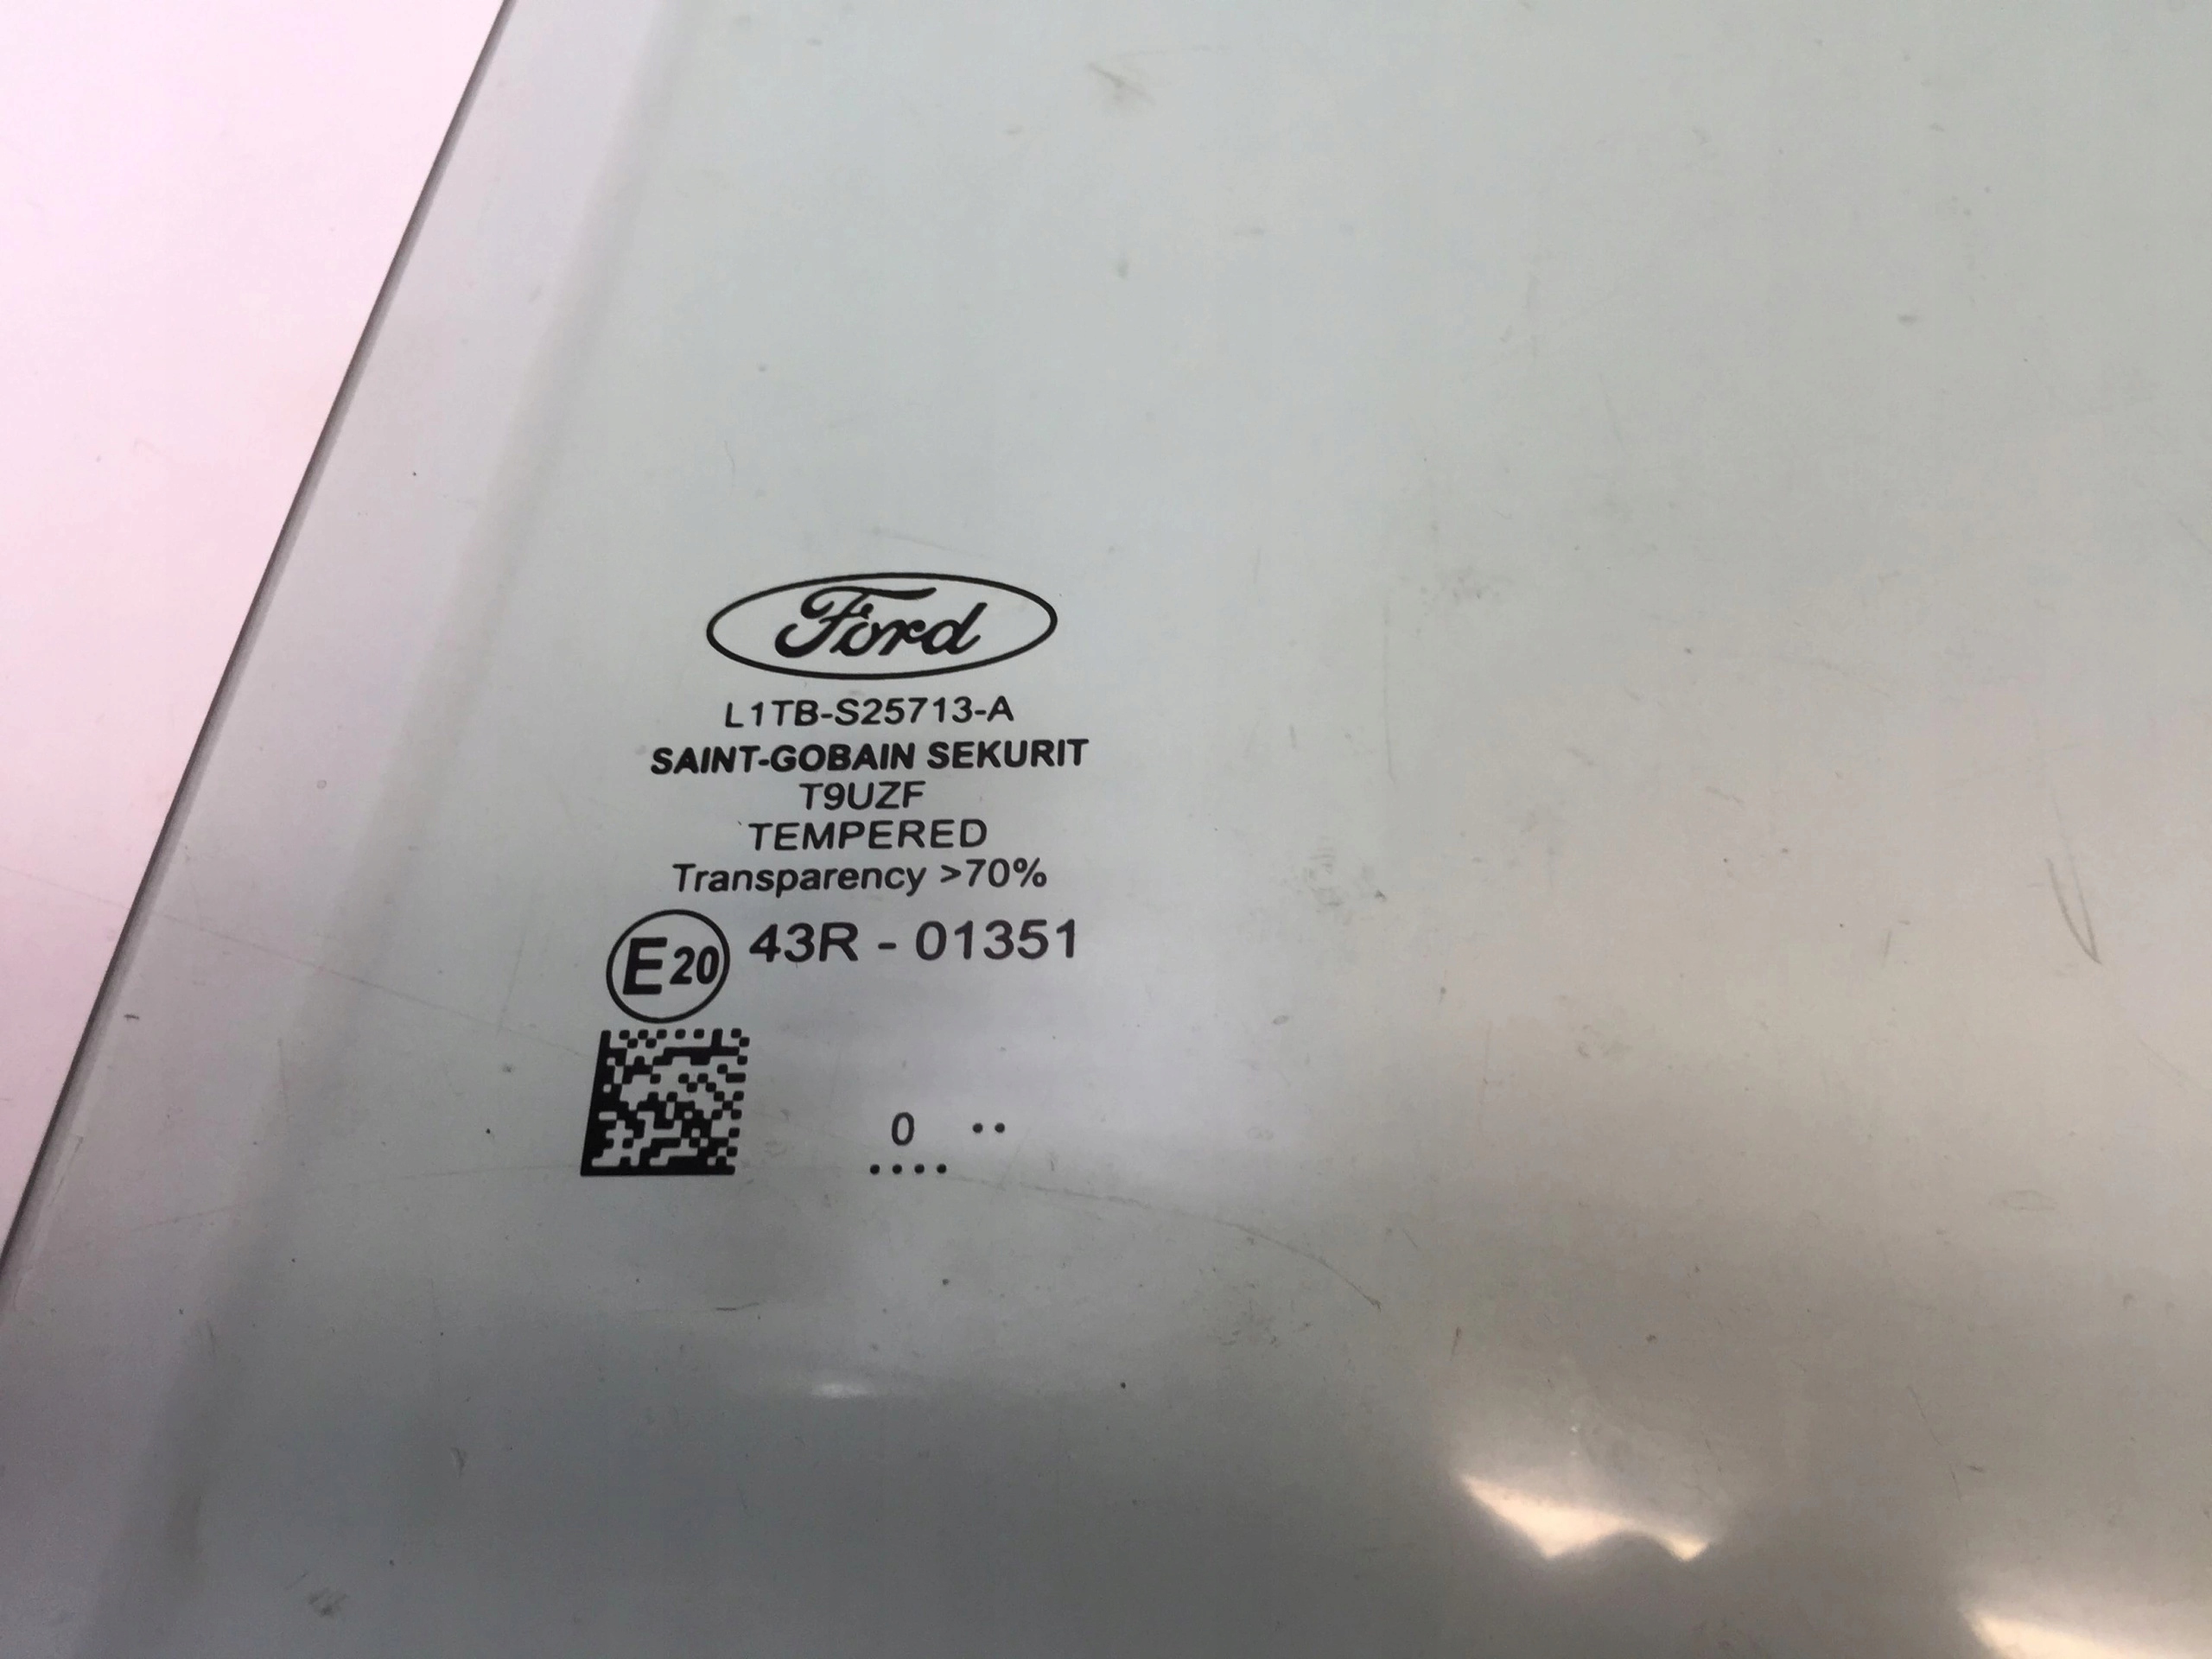 Ford
L1TB-S25713-A
SAINT-GOBAIN SEKURIT
T9UZF
TEMPERED
Transparency >70%
E20 43R - 01351
0 ..
....